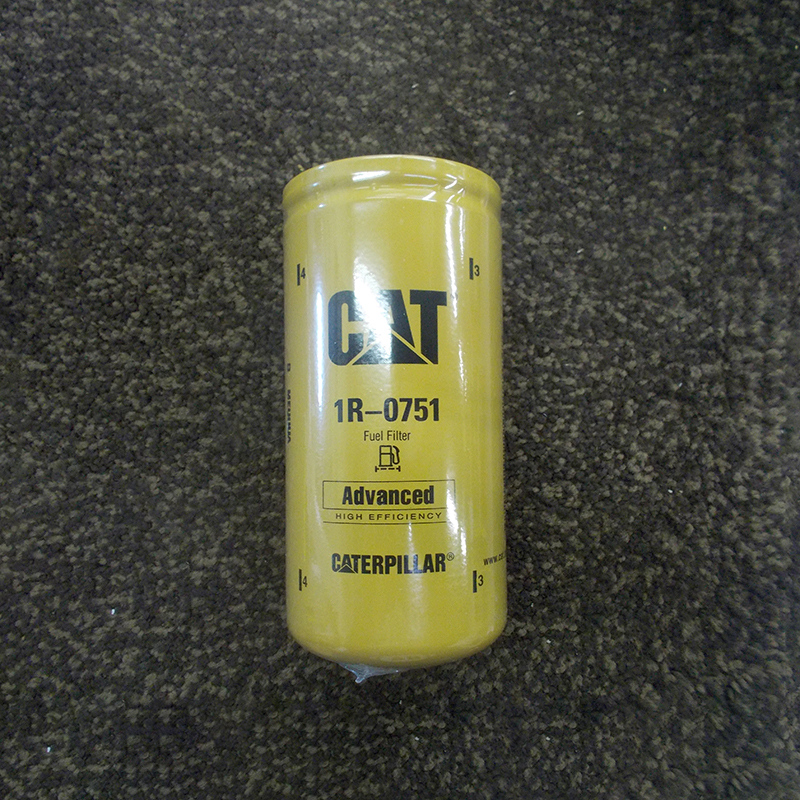 4
3
CAT
1R-0751
Fuel Filter
Advanced
HIGH EFFICIENCY
CATERPILLAR®
4
3